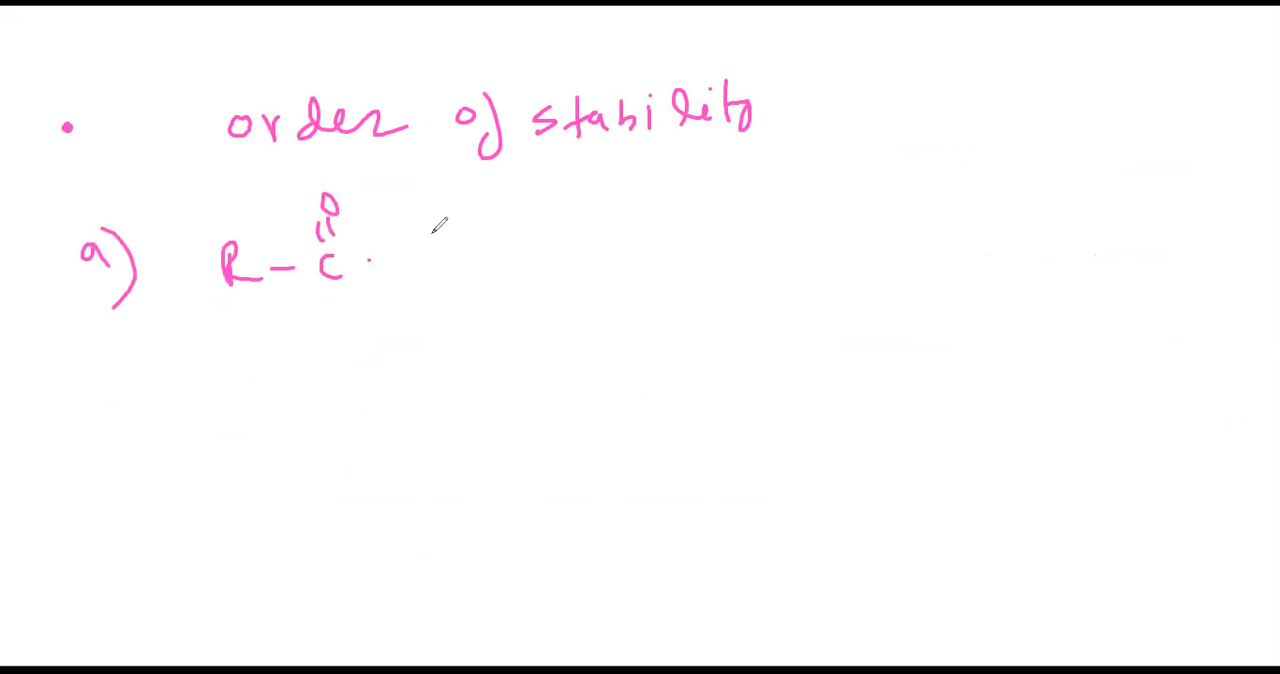 • order of stability
O
||
a) R - C .